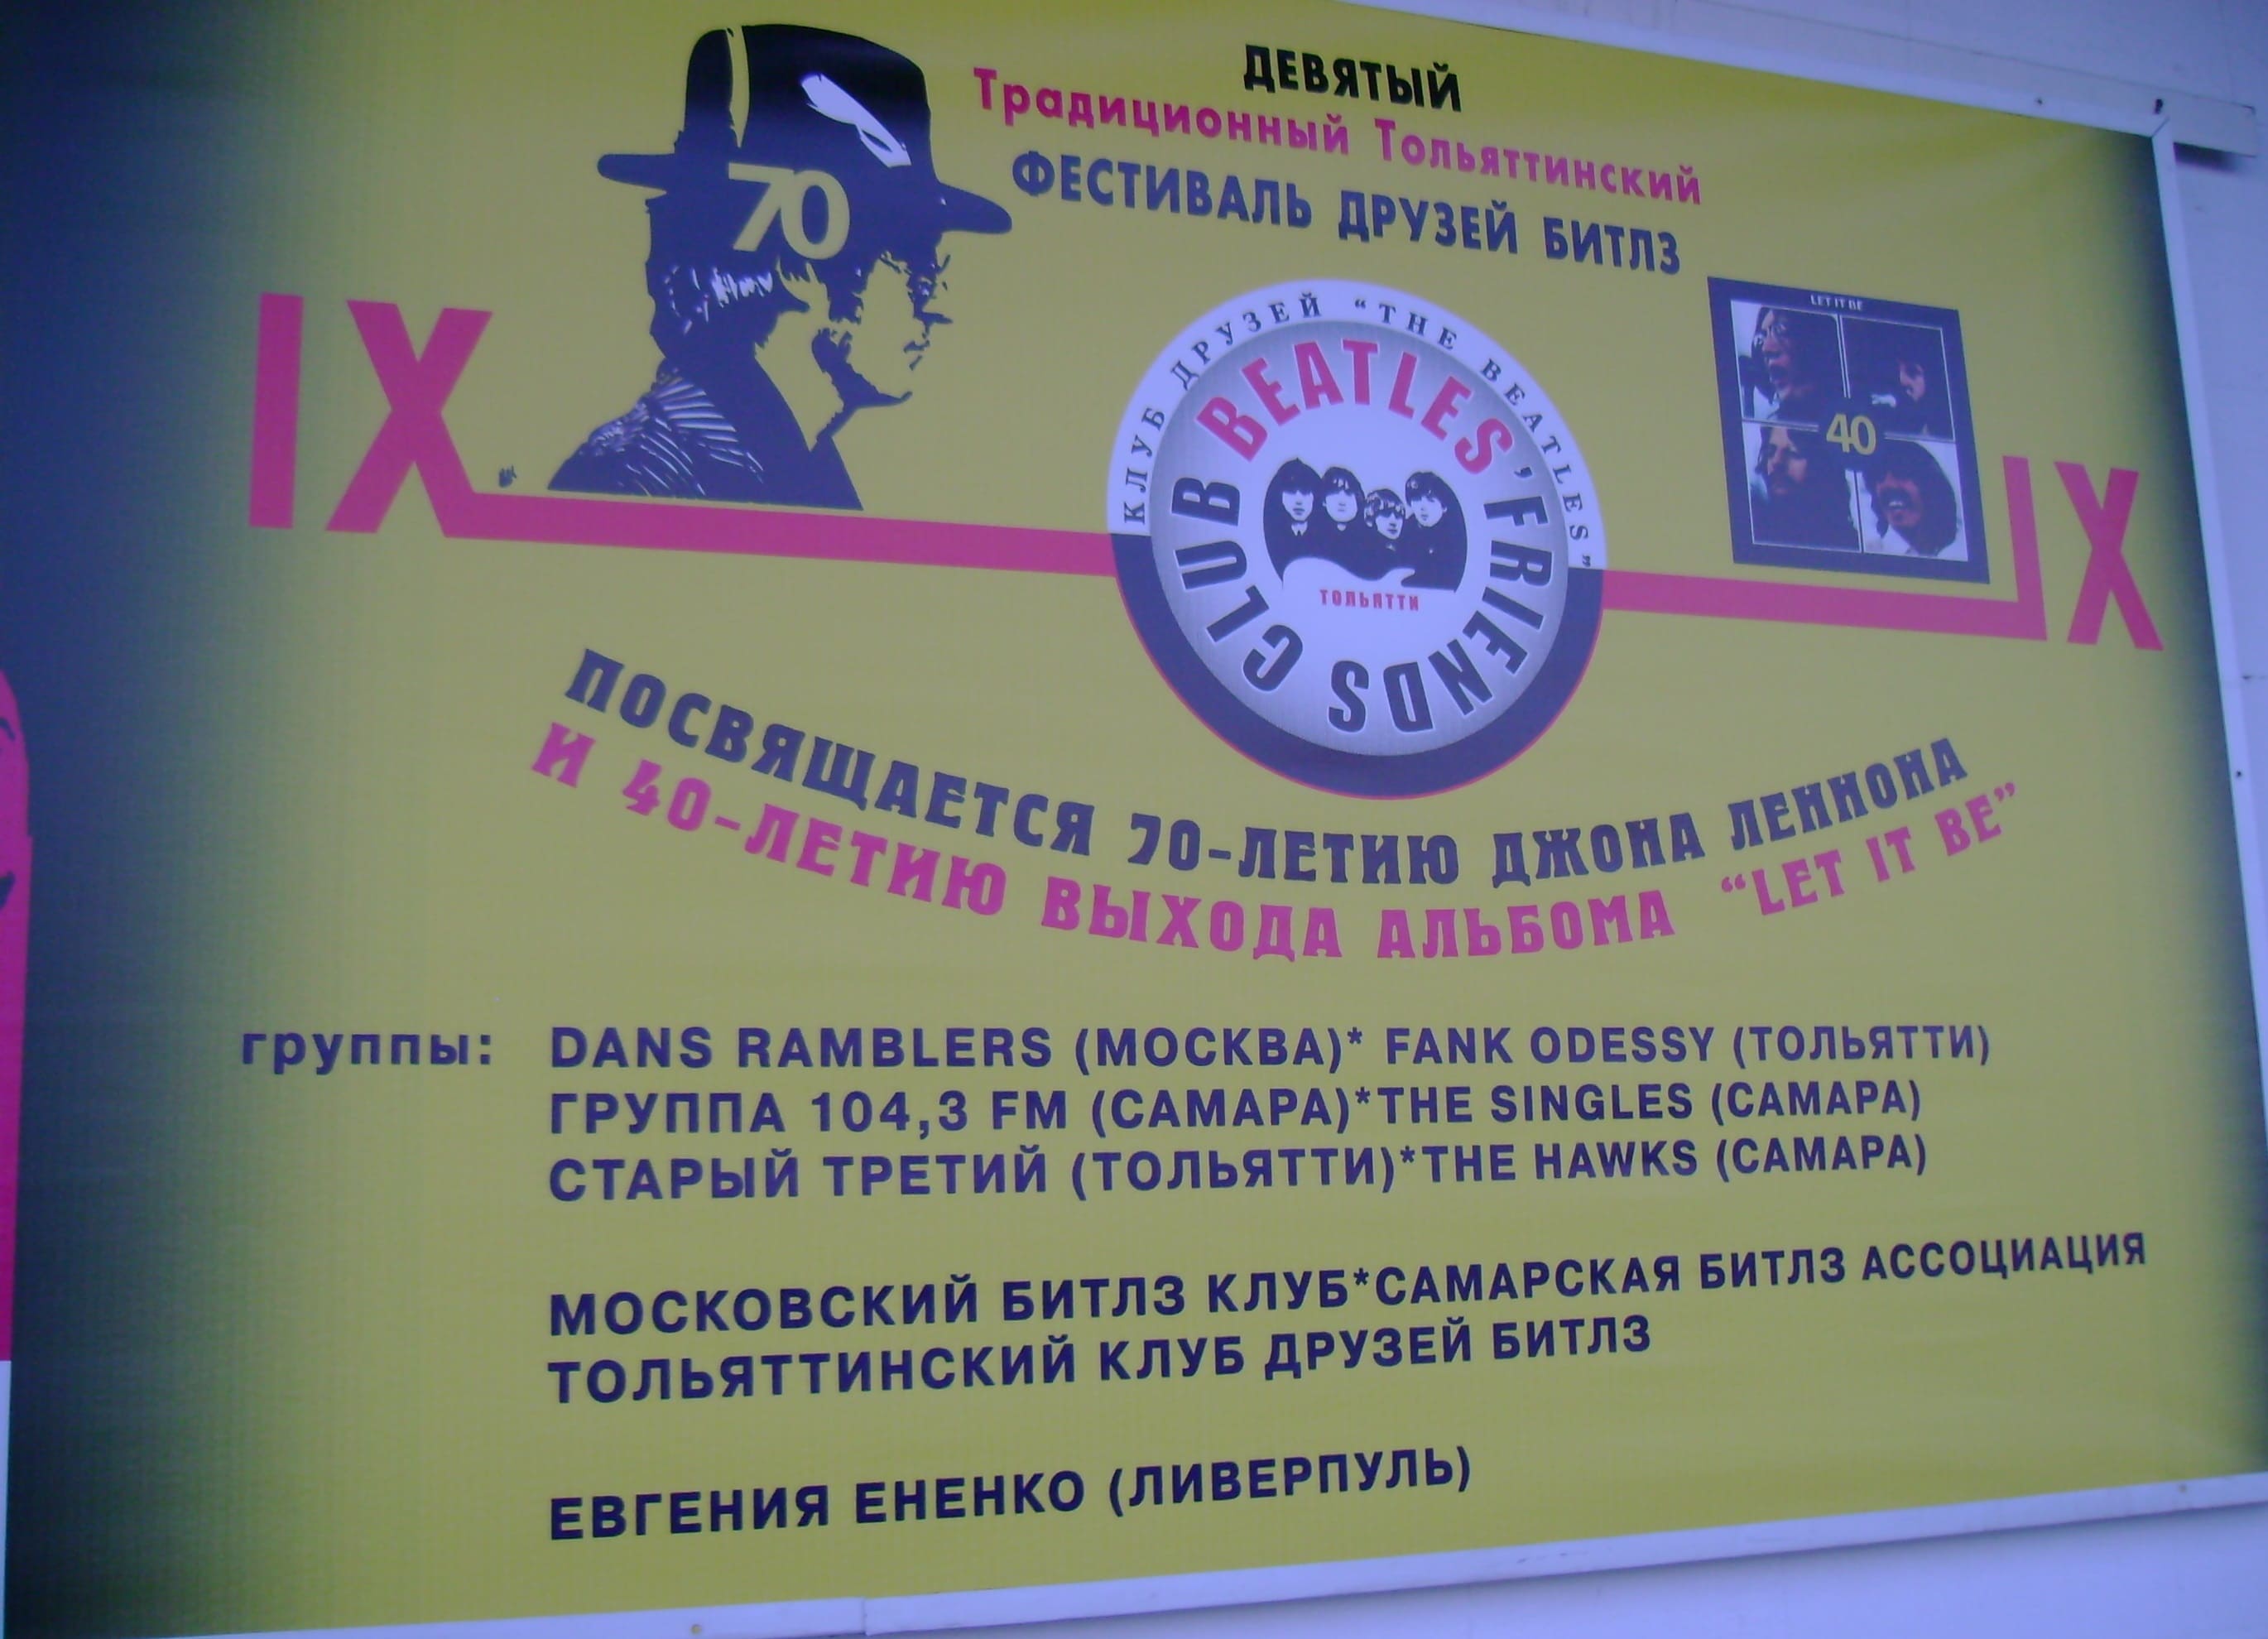 ДЕВЯТЫЙ
Традиционный Тольяттинский
ФЕСТИВАЛЬ ДРУЗЕЙ БИТЛЗ
70
IX
КЛУБ ДРУЗЕЙ "THE BEATLES"
BEATLES' FRIENDS CLUB
ТОЛЬЯТТИ
LET IT BE
40
IX
ПОСВЯЩАЕТСЯ 70-ЛЕТИЮ ДЖОНА ЛЕННОНА
И 40-ЛЕТИЮ ВЫХОДА АЛЬБОМА "LET IT BE"
группы: DANS RAMBLERS (МОСКВА)* FANK ODESSY (ТОЛЬЯТТИ)
ГРУППА 104,3 FM (САМАРА)*THE SINGLES (САМАРА)
СТАРЫЙ ТРЕТИЙ (ТОЛЬЯТТИ)*THE HAWKS (САМАРА)
МОСКОВСКИЙ БИТЛЗ КЛУБ*САМАРСКАЯ БИТЛЗ АССОЦИАЦИЯ
ТОЛЬЯТТИНСКИЙ КЛУБ ДРУЗЕЙ БИТЛЗ
ЕВГЕНИЯ ЕНЕНКО (ЛИВЕРПУЛЬ)